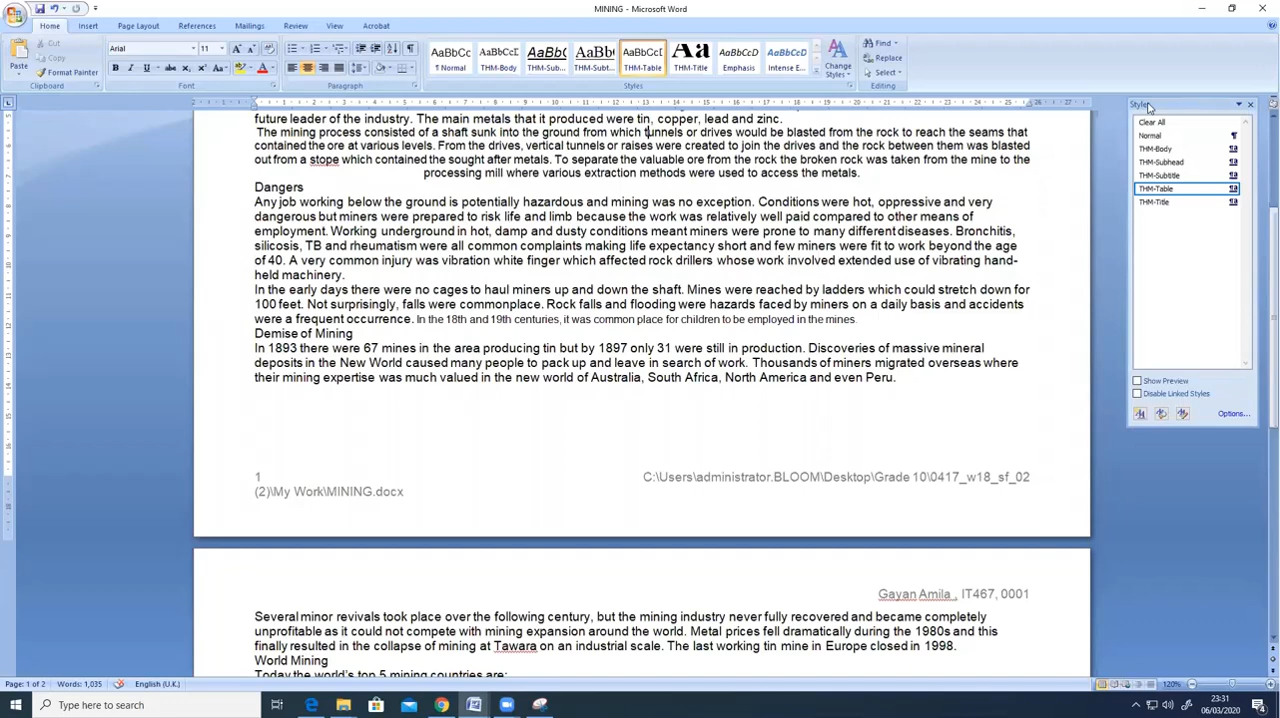 MINING - Microsoft Word
Home Insert Page Layout References Mailings Review View Acrobat
Paste
Cut
Copy
Format Painter
Clipboard
Arial 11
Font
Paragraph
AaBbCc AaBbCcD AaBbC AaBbC AaBbCcD AaB AaBbCcD AaBbCcD
¶ Normal THM-Body THM-Sub... THM-Subt... THM-Table THM-Title Emphasis Intense E...
Change Styles
Styles
Find
Replace
Select
Editing
future leader of the industry. The main metals that it produced were tin, copper, lead and zinc.
The mining process consisted of a shaft sunk into the ground from which tunnels or drives would be blasted from the rock to reach the seams that
contained the ore at various levels. From the drives, vertical tunnels or raises were created to join the drives and the rock between them was blasted
out from a stope which contained the sought after metals. To separate the valuable ore from the rock the broken rock was taken from the mine to the
processing mill where various extraction methods were used to access the metals.
Dangers
Any job working below the ground is potentially hazardous and mining was no exception. Conditions were hot, oppressive and very
dangerous but miners were prepared to risk life and limb because the work was relatively well paid compared to other means of
employment. Working underground in hot, damp and dusty conditions meant miners were prone to many different diseases. Bronchitis,
silicosis, TB and rheumatism were all common complaints making life expectancy short and few miners were fit to work beyond the age
of 40. A very common injury was vibration white finger which affected rock drillers whose work involved extended use of vibrating hand-
held machinery.
In the early days there were no cages to haul miners up and down the shaft. Mines were reached by ladders which could stretch down for
100 feet. Not surprisingly, falls were commonplace. Rock falls and flooding were hazards faced by miners on a daily basis and accidents
were a frequent occurrence. In the 18th and 19th centuries, it was common place for children to be employed in the mines.
Demise of Mining
In 1893 there were 67 mines in the area producing tin but by 1897 only 31 were still in production. Discoveries of massive mineral
deposits in the New World caused many people to pack up and leave in search of work. Thousands of miners migrated overseas where
their mining expertise was much valued in the new world of Australia, South Africa, North America and even Peru.
1 C:\Users\administrator.BLOOM\Desktop\Grade 10\0417_w18_sf_02
(2)\My Work\MINING.docx
Gayan Amila , IT467, 0001
Several minor revivals took place over the following century, but the mining industry never fully recovered and became completely
unprofitable as it could not compete with mining expansion around the world. Metal prices fell dramatically during the 1980s and this
finally resulted in the collapse of mining at Tawara on an industrial scale. The last working tin mine in Europe closed in 1998.
World Mining
Today the world's top 5 mining countries are:
Styles
Clear All
Normal
THM-Body
THM-Subhead
THM-Subtitle
THM-Table
THM-Title
Show Preview
Disable Linked Styles
Options...
Page: 1 of 2 Words: 1,035 English (U.K.) 120%
Type here to search
23:31
06/03/2020